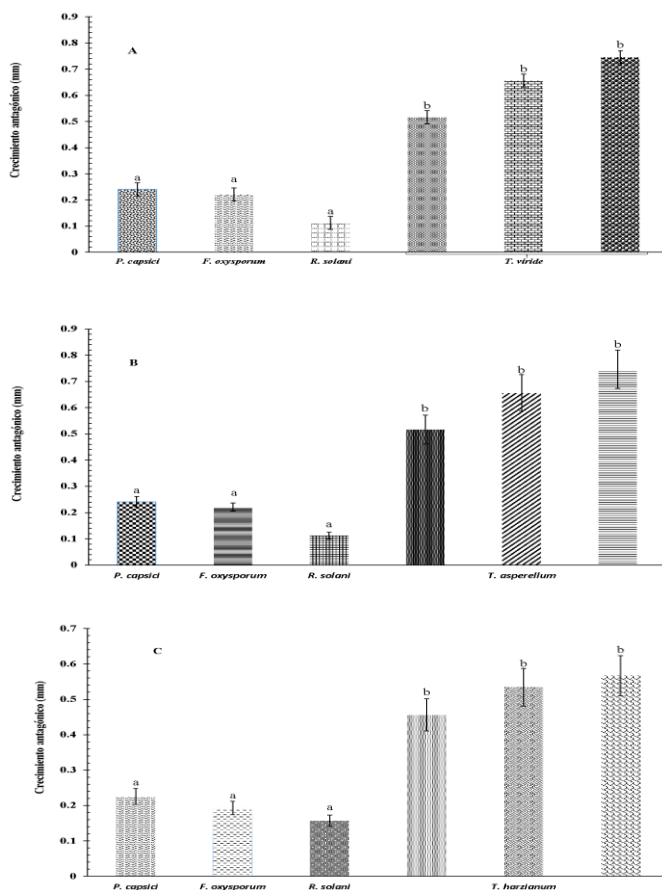 A
Crecimiento antagónico (mm)
0.9
0.8
0.7
0.6
0.5
0.4
0.3
0.2
0.1
0
a
a
a
b
b
b
P. capsici
F. oxysporum
R. solani
T. viride
B
Crecimiento antagónico (mm)
0.9
0.8
0.7
0.6
0.5
0.4
0.3
0.2
0.1
0
a
a
a
b
b
b
P. capsici
F. oxysporum
R. solani
T. asperellum
C
Crecimiento antagónico (mm)
0.7
0.6
0.5
0.4
0.3
0.2
0.1
0
a
a
a
b
b
b
P. capsici
F. oxysporum
R. solani
T. harzianum